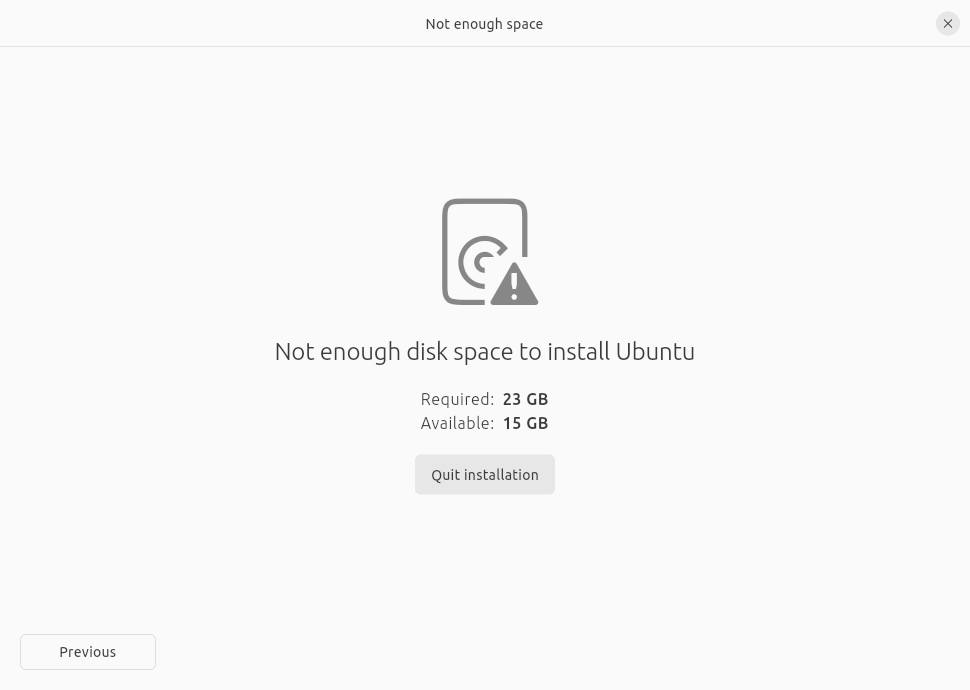 Not enough space
Not enough disk space to install Ubuntu
Required: 23 GB
Available: 15 GB
Quit installation
Previous